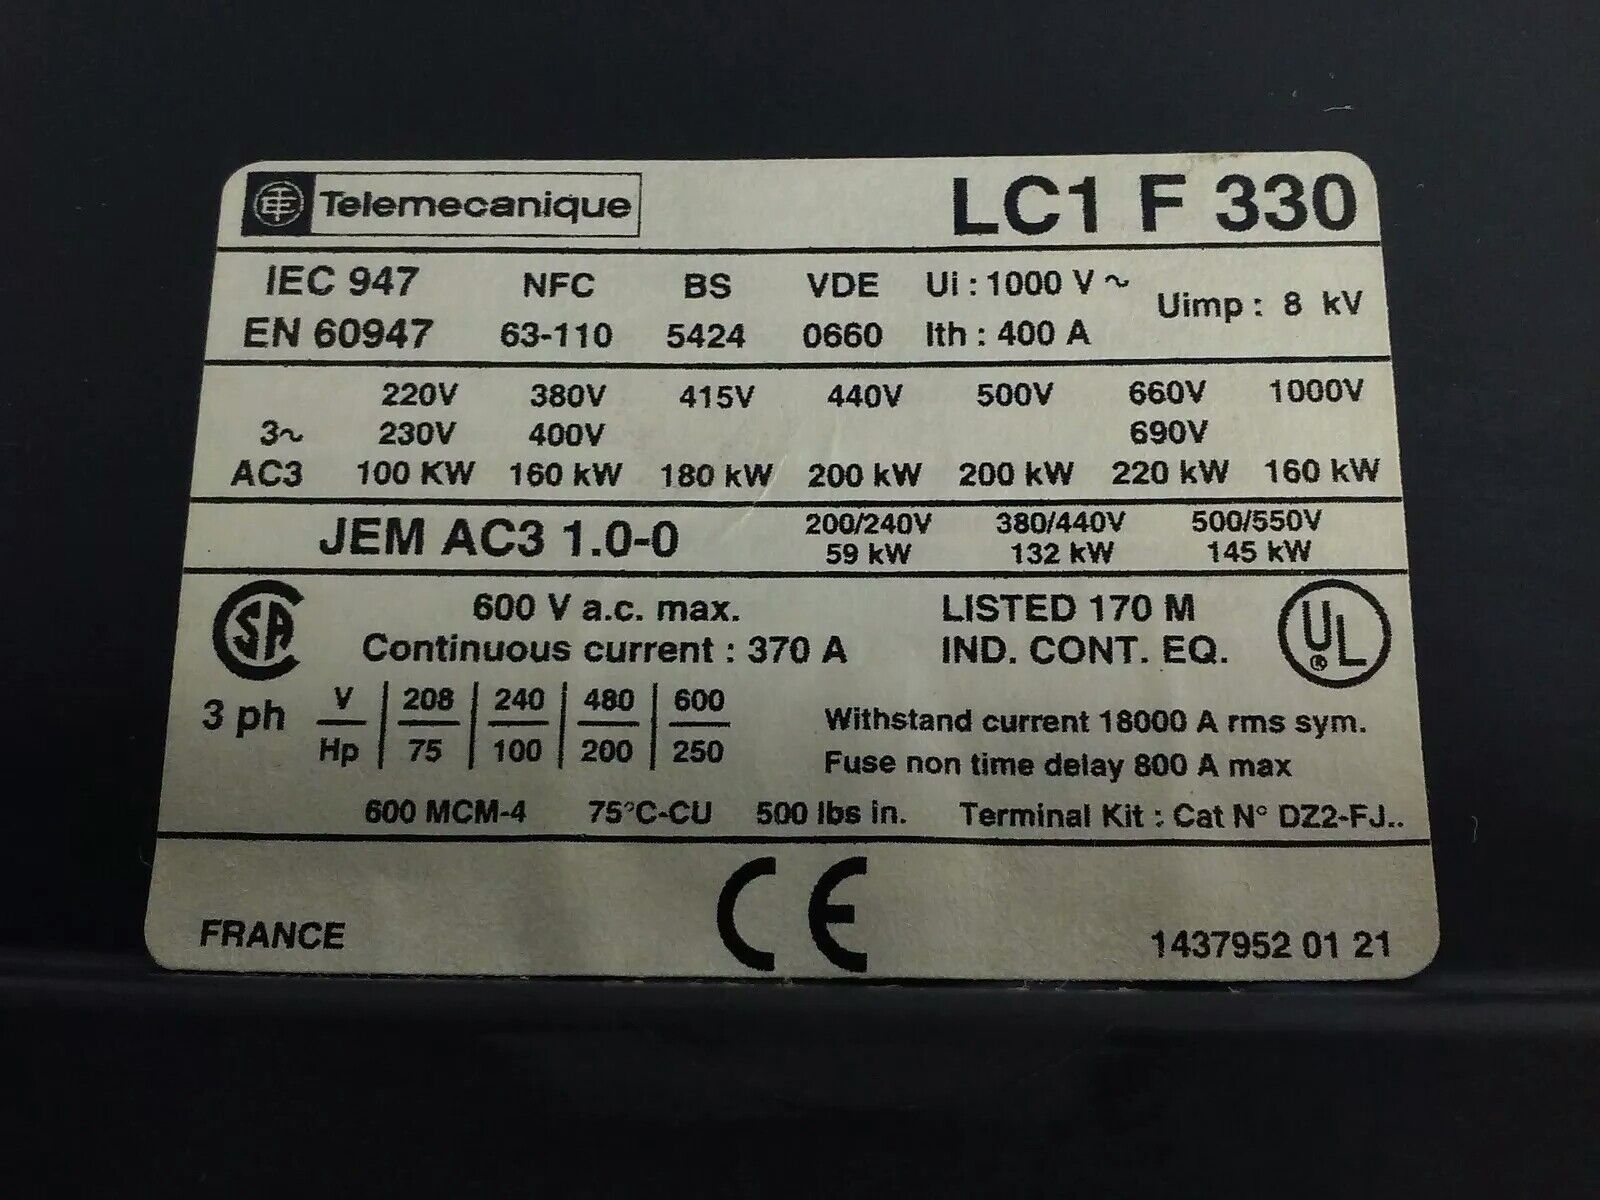 TE Telemecanique LC1 F 330
IEC 947 NFC BS VDE Ui : 1000 V ~ Uimp : 8 kV
EN 60947 63-110 5424 0660 Ith : 400 A
220V 380V 415V 440V 500V 660V 1000V
3~ 230V 400V 690V
AC3 100 KW 160 kW 180 kW 200 kW 200 kW 220 kW 160 kW
JEM AC3 1.0-0 200/240V 380/440V 500/550V
59 kW 132 kW 145 kW
CSA 600 V a.c. max. LISTED 170 M UL
Continuous current : 370 A IND. CONT. EQ. ®
3 ph V 208 240 480 600
Hp 75 100 200 250
Withstand current 18000 A rms sym.
Fuse non time delay 800 A max
600 MCM-4 75°C-CU 500 lbs in. Terminal Kit : Cat N° DZ2-FJ..
FRANCE CE 1437952 01 21